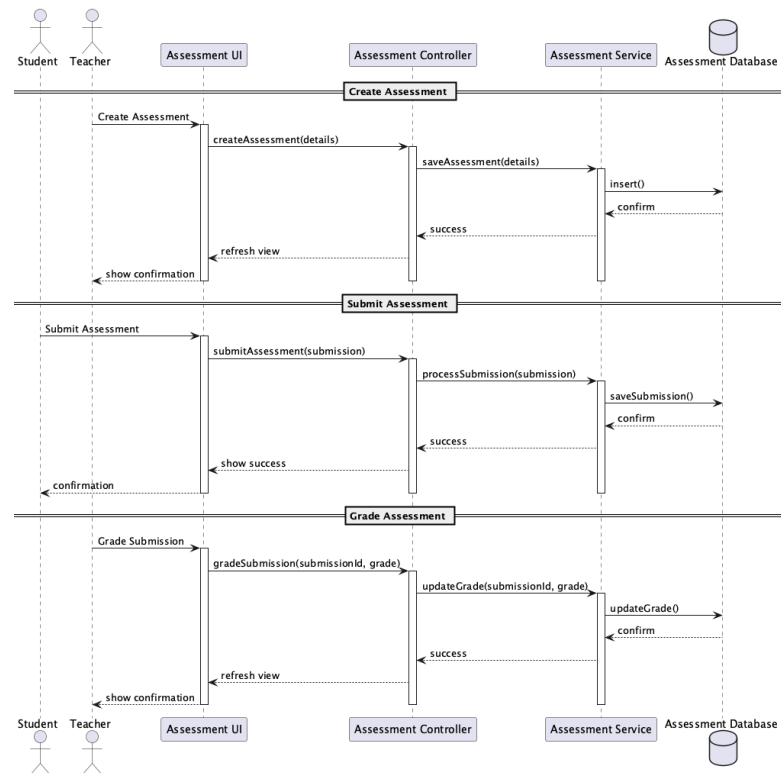 Student
Teacher
Assessment UI
Assessment Controller
Assessment Service
Assessment Database
Create Assessment
Create Assessment
createAssessment(details)
saveAssessment(details)
insert()
confirm
success
refresh view
show confirmation
Submit Assessment
Submit Assessment
submitAssessment(submission)
processSubmission(submission)
saveSubmission()
confirm
success
show success
confirmation
Grade Assessment
Grade Submission
gradeSubmission(submissionId, grade)
updateGrade(submissionId, grade)
updateGrade()
confirm
success
refresh view
show confirmation
Student
Teacher
Assessment UI
Assessment Controller
Assessment Service
Assessment Database